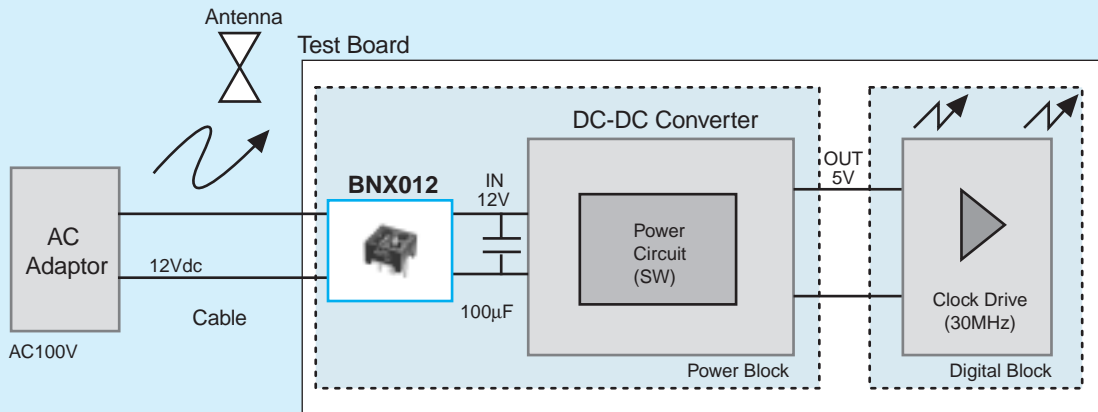 Antenna
Test Board
DC-DC Converter
OUT
5V
BNX012
IN
12V
AC
Adaptor
Power
Circuit
(SW)
12Vdc
Cable
100μF
Clock Drive
(30MHz)
AC100V
Power Block
Digital Block